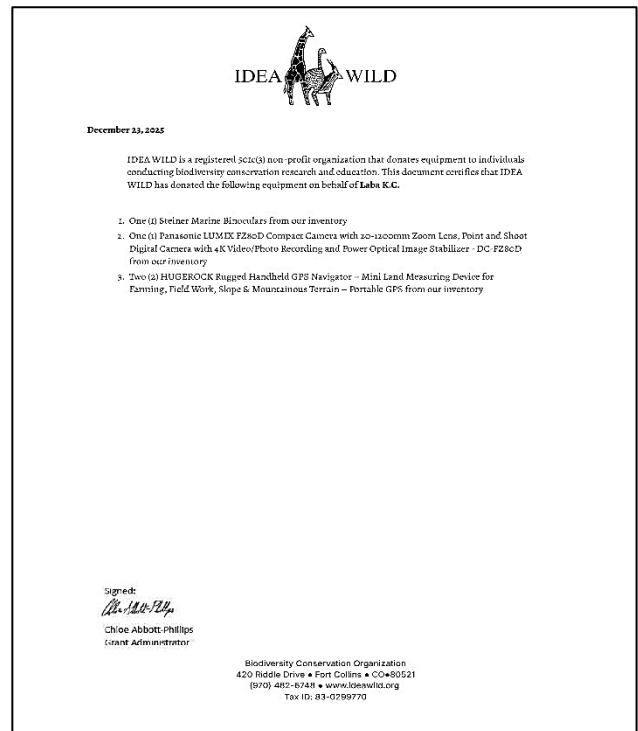 IDEA WILD
December 23, 2025
IDEA WILD is a registered 501c(3) non-profit organization that donates equipment to individuals
conducting biodiversity conservation research and education. This document certifies that IDEA
WILD has donated the following equipment on behalf of Laba K.C.
1. One (1) Steiner Marine Binoculars from our inventory
2. One (1) Panasonic LUMIX FZ80D Compact Camera with 20-1200mm Zoom Lens, Point and Shoot
Digital Camera with 4K Video/Photo Recording and Power Optical Image Stabilizer - DC-FZ80D
from our inventory
3. Two (2) HUGEROCK Rugged Handheld GPS Navigator – Mini Land Measuring Device for
Farming, Field Work, Slope & Mountainous Terrain – Portable GPS from our inventory
Signed:
Chloe Abbott-Phillips
Chloe Abbott-Phillips
Grant Administrator
Biodiversity Conservation Organization
420 Riddle Drive • Fort Collins • CO•80521
(970) 482-6748 • www.ideawild.org
Tax ID: 83-0299770